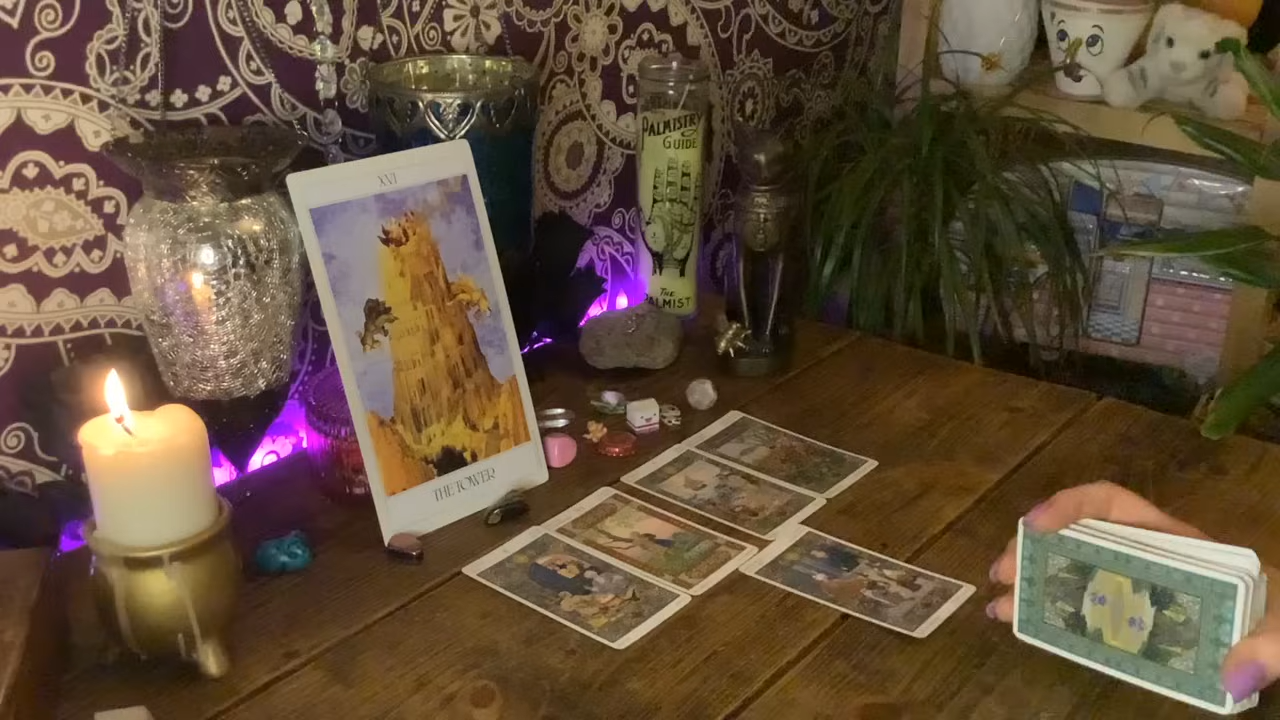 XVI
THE TOWER
PALMISTRY
GUIDE
THE
PALMIST